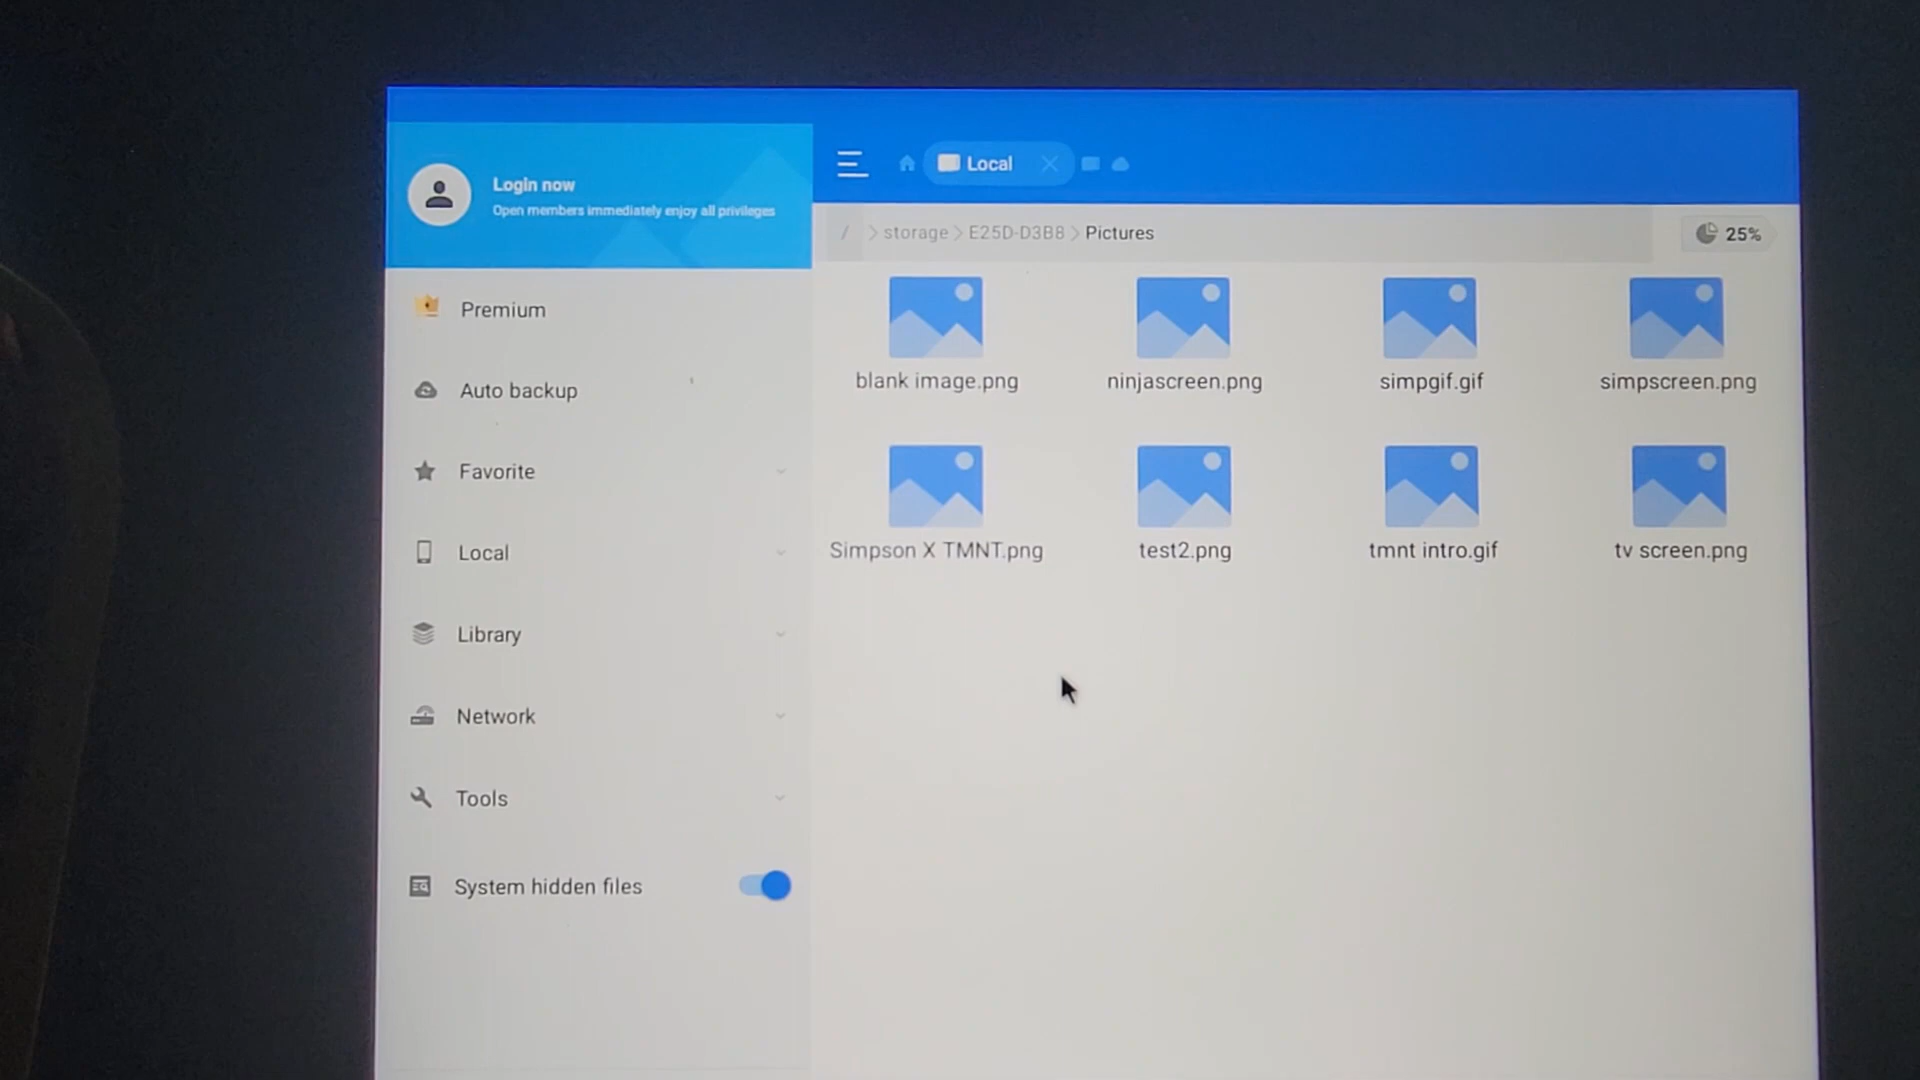 Login now
Open members immediately enjoy all privileges
Premium
Auto backup
Favorite
Local
Library
Network
Tools
System hidden files
Local
/ > storage > E25D-D3B8 > Pictures
25%
blank image.png
ninjascreen.png
simpgif.gif
simpscreen.png
Simpson X TMNT.png
test2.png
tmnt intro.gif
tv screen.png